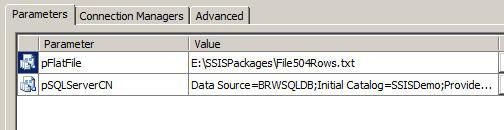 Parameters Connection Managers Advanced
Parameter Value
pFlatFile E:\SSISPackages\File504Rows.txt
pSQLServerCN Data Source=BRWSQLDB;Initial Catalog=SSISDemo;Provide...